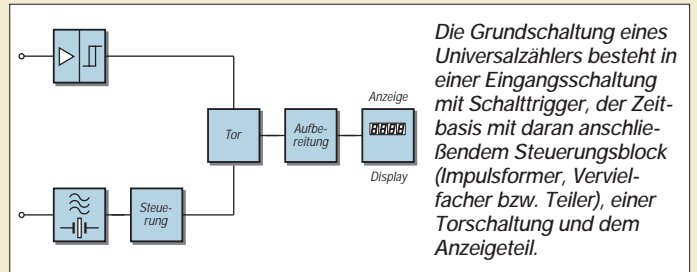 Die Grundschaltung eines
Universalzählers besteht in
einer Eingangsschaltung
mit Schalttrigger, der Zeit-
basis mit daran anschlie-
ßendem Steuerungsblock
(Impulsformer, Verviel-
facher bzw. Teiler), einer
Torschaltung und dem
Anzeigeteil.
Anzeige
Tor
Aufbe-
reitung
8888
Display
Steue-
rung